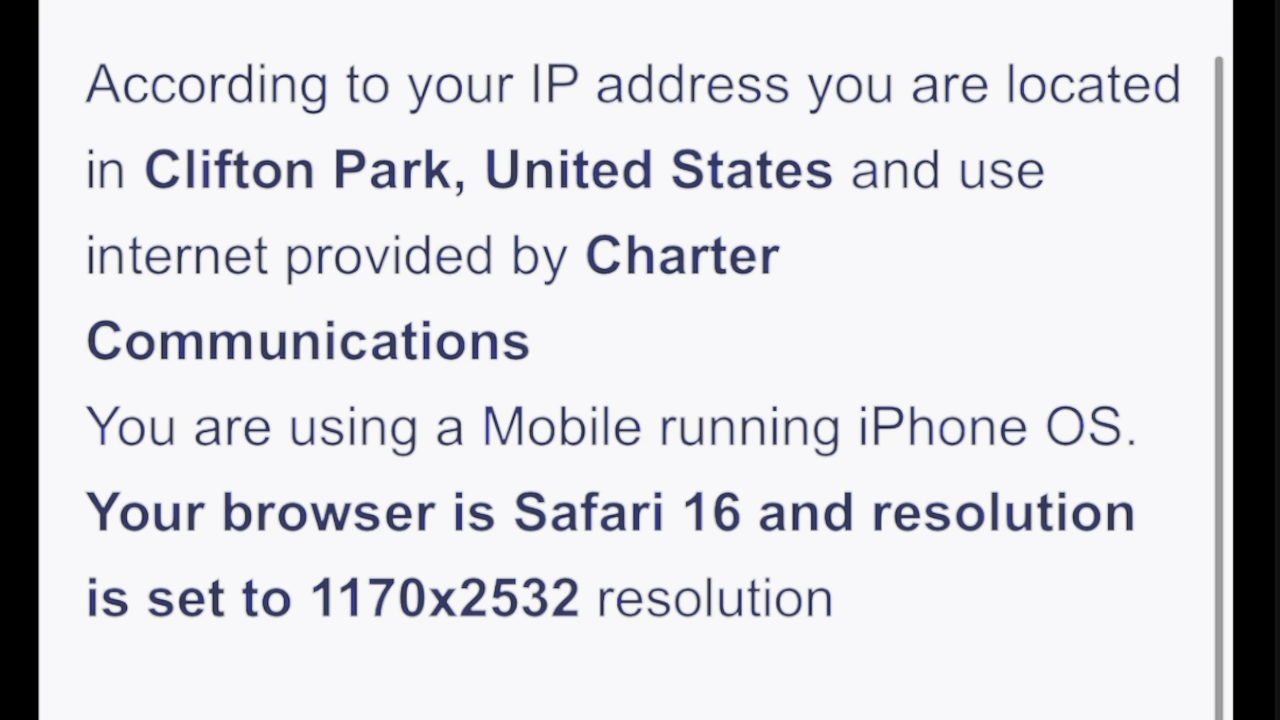 According to your IP address you are located
in Clifton Park, United States and use
internet provided by Charter
Communications
You are using a Mobile running iPhone OS.
Your browser is Safari 16 and resolution
is set to 1170x2532 resolution